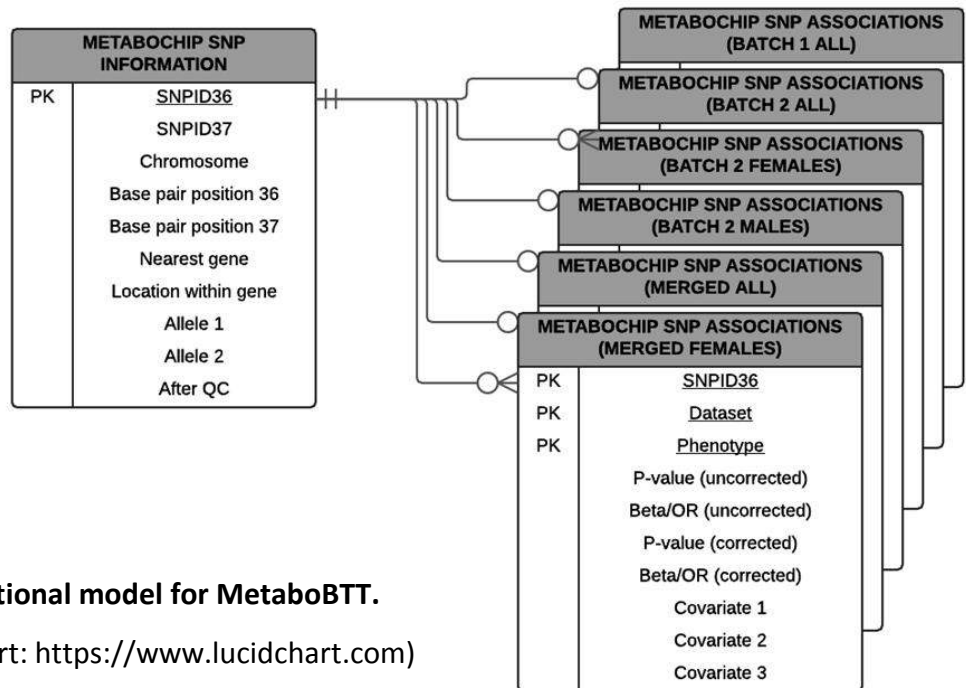 METABOCHIP SNP
INFORMATION
PK SNPID36
SNPID37
Chromosome
Base pair position 36
Base pair position 37
Nearest gene
Location within gene
Allele 1
Allele 2
After QC
METABOCHIP SNP ASSOCIATIONS
(BATCH 1 ALL)
METABOCHIP SNP ASSOCIATIONS
(BATCH 2 ALL)
METABOCHIP SNP ASSOCIATIONS
(BATCH 2 FEMALES)
METABOCHIP SNP ASSOCIATIONS
(BATCH 2 MALES)
METABOCHIP SNP ASSOCIATIONS
(MERGED ALL)
METABOCHIP SNP ASSOCIATIONS
(MERGED FEMALES)
PK SNPID36
PK Dataset
PK Phenotype
P-value (uncorrected)
Beta/OR (uncorrected)
P-value (corrected)
Beta/OR (corrected)
Covariate 1
Covariate 2
Covariate 3
tional model for MetaboBTT.
rt: https://www.lucidchart.com)